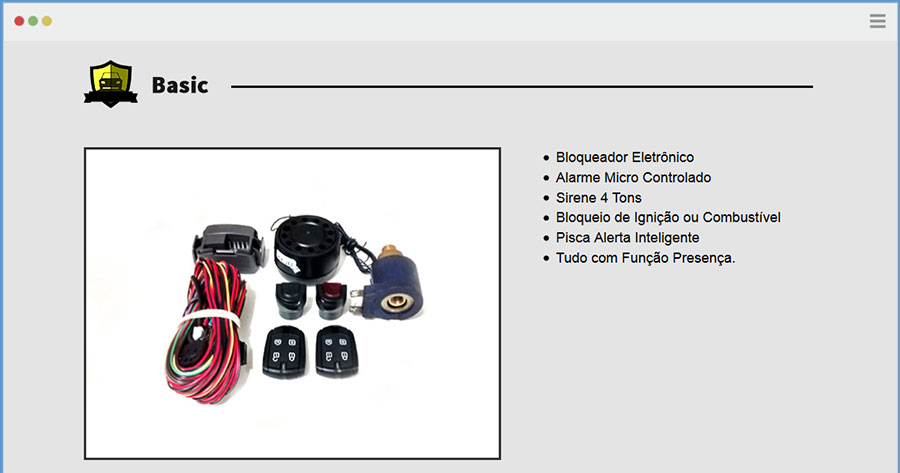 Basic
Bloqueador Eletrônico
Alarme Micro Controlado
Sirene 4 Tons
Bloqueio de Ignição ou Combustível
Pisca Alerta Inteligente
Tudo com Função Presença.